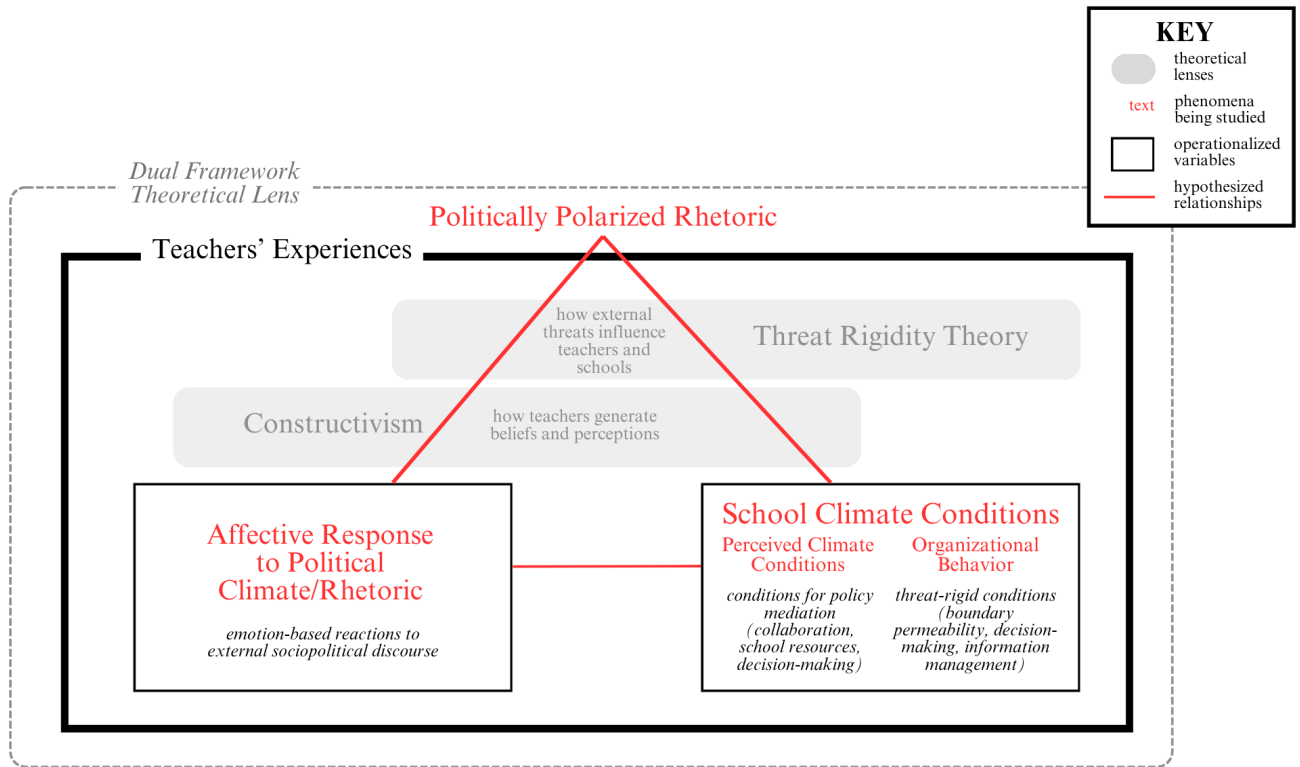 KEY
theoretical
lenses
text
phenomena
being studied
operationalized
variables
hypothesized
relationships
Dual Framework
Theoretical Lens
Politically Polarized Rhetoric
Teachers' Experiences
how external
threats influence
teachers and
schools
Threat Rigidity Theory
Constructivism
how teachers generate
beliefs and perceptions
Affective Response
to Political
Climate/Rhetoric
emotion-based reactions to
external sociopolitical discourse
School Climate Conditions
Perceived Climate
Conditions
conditions for policy
mediation
(collaboration,
school resources,
decision-making)
Organizational
Behavior
threat-rigid conditions
(boundary
permeability, decision-
making, information
management)